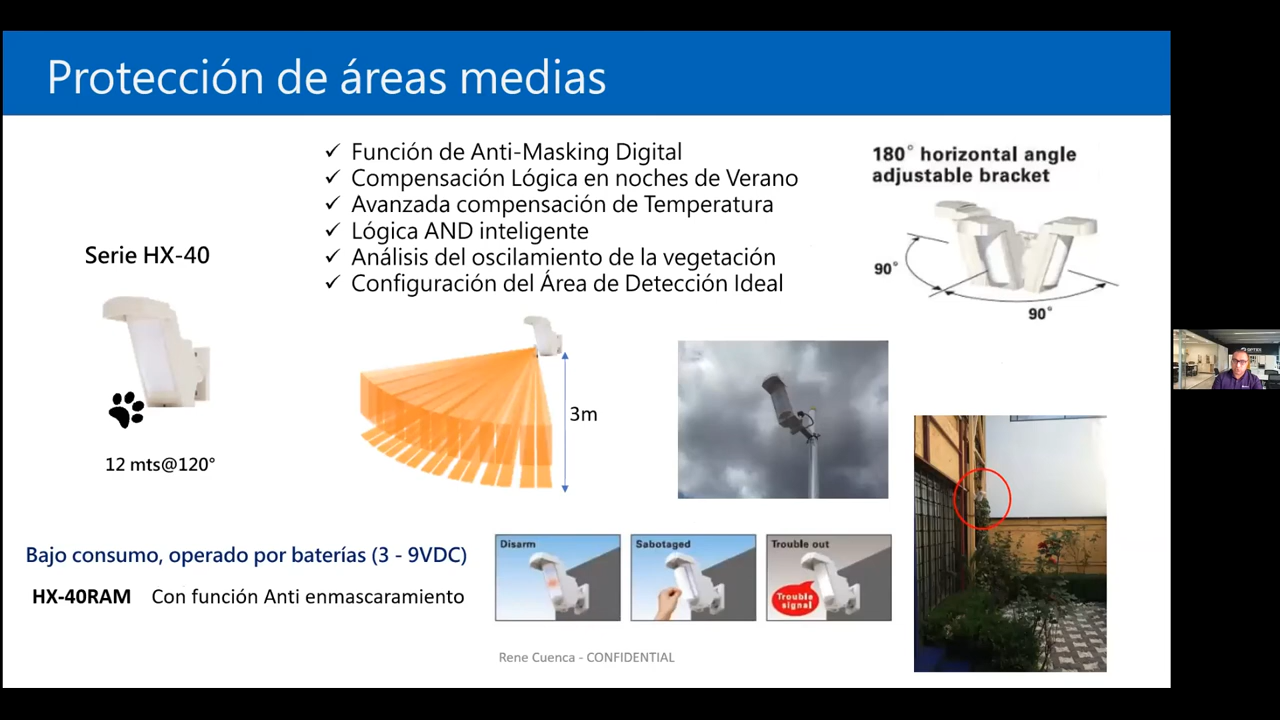 Protección de áreas medias
✓ Función de Anti-Masking Digital
✓ Compensación Lógica en noches de Verano
✓ Avanzada compensación de Temperatura
✓ Lógica AND inteligente
✓ Análisis del oscilamiento de la vegetación
✓ Configuración del Área de Detección Ideal
180° horizontal angle
adjustable bracket
90°
90°
Serie HX-40
12 mts@120°
3m
Bajo consumo, operado por baterías (3 - 9VDC)
HX-40RAM Con función Anti enmascaramiento
Disarm
Sabotaged
Trouble out
Trouble
signal
Rene Cuenca - CONFIDENTIAL
OPTEX